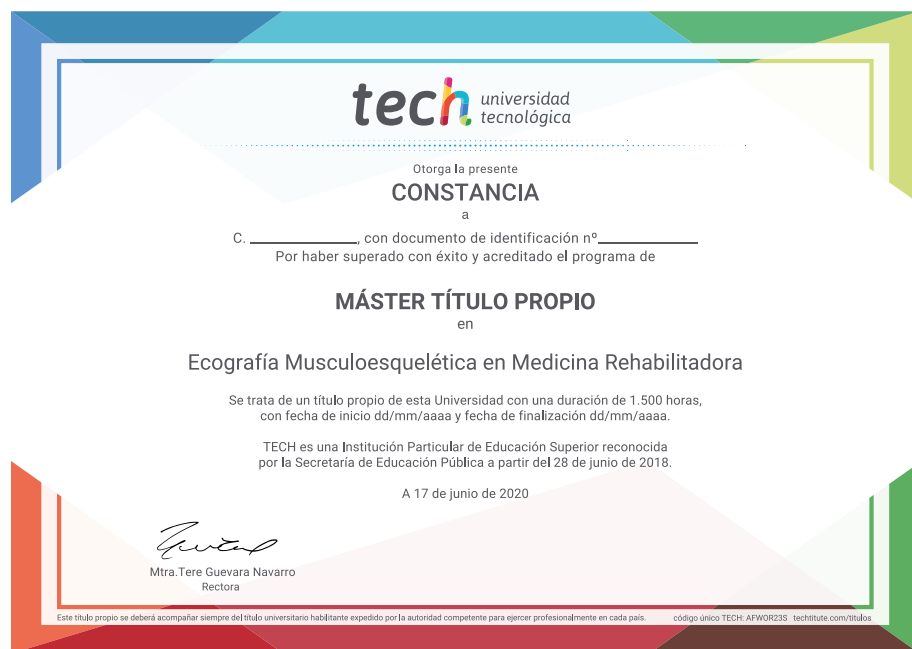 tech universidad
tecnológica
Otorga la presente
CONSTANCIA
a
C. ____________, con documento de identificación nº____________
Por haber superado con éxito y acreditado el programa de
MÁSTER TÍTULO PROPIO
en
Ecografía Musculoesquelética en Medicina Rehabilitadora
Se trata de un título propio de esta Universidad con una duración de 1.500 horas,
con fecha de inicio dd/mm/aaaa y fecha de finalización dd/mm/aaaa.
TECH es una Institución Particular de Educación Superior reconocida
por la Secretaría de Educación Pública a partir del 28 de junio de 2018.
A 17 de junio de 2020
Mtra.Tere Guevara Navarro
Rectora
Este título propio se deberá acompañar siempre del título universitario habilitante expedido por la autoridad competente para ejercer profesionalmente en cada país. código único TECH: AFWOR23S techtitute.com/titulos